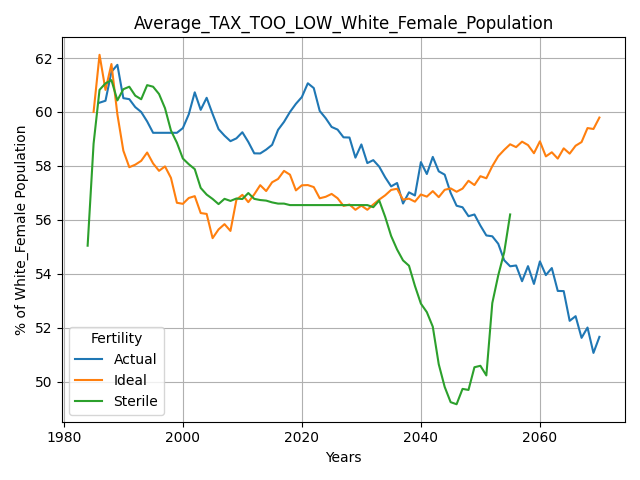 Average_TAX_TOO_LOW_White_Female_Population
% of White_Female Population
62
60
58
56
54
52
50
Fertility
Actual
Ideal
Sterile
1980
2000
2020
2040
2060
Years